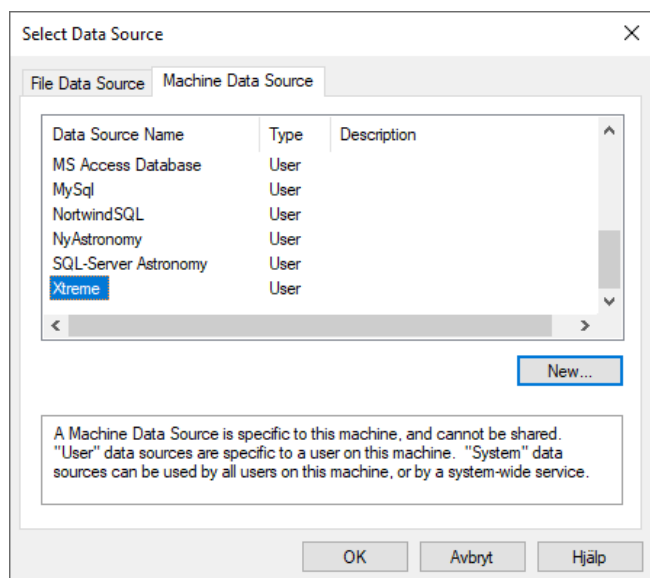 Select Data Source
File Data Source Machine Data Source
Data Source Name Type Description
MS Access Database User
MySql User
NortwindSQL User
NyAstronomy User
SQL-Server Astronomy User
Xtreme User
New...
A Machine Data Source is specific to this machine, and cannot be shared.
"User" data sources are specific to a user on this machine. "System" data
sources can be used by all users on this machine, or by a system-wide service.
OK Avbryt Hjälp